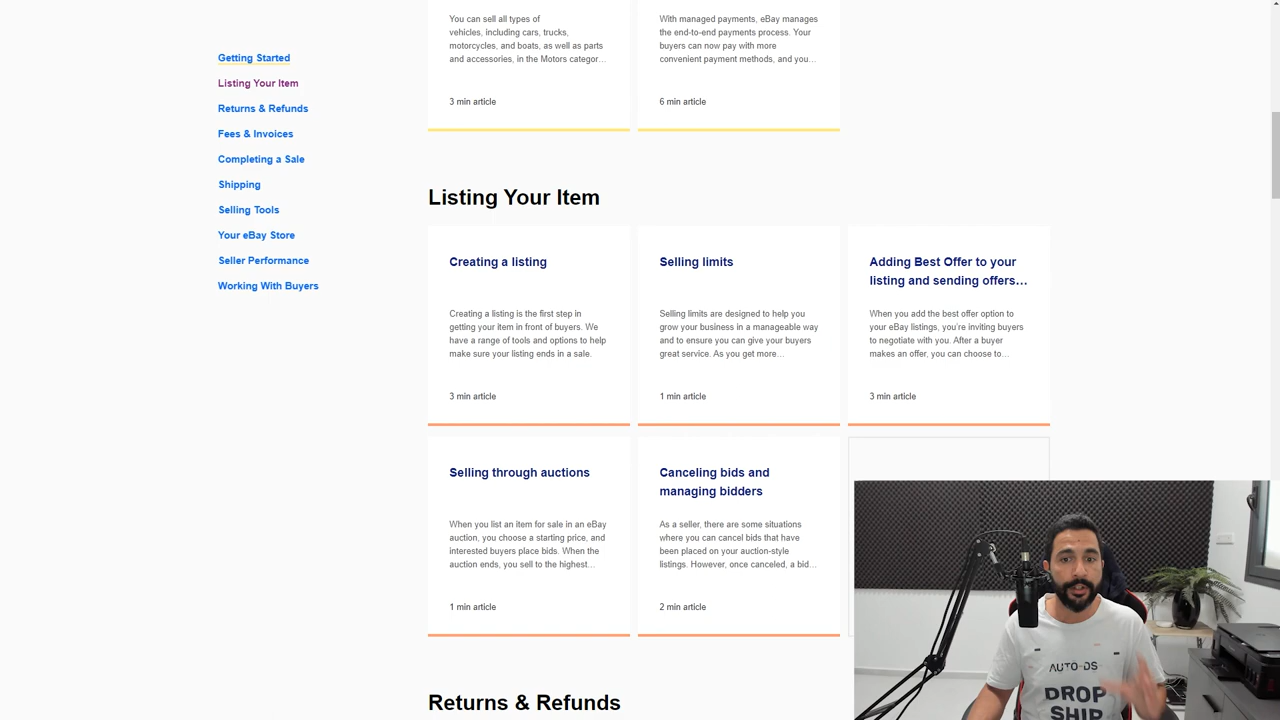 You can sell all types of
vehicles, including cars, trucks,
motorcycles, and boats, as well as parts
and accessories, in the Motors categor…
3 min article
With managed payments, eBay manages
the end-to-end payments process. Your
buyers can now pay with more
convenient payment methods, and you…
6 min article
Getting Started
Listing Your Item
Returns & Refunds
Fees & Invoices
Completing a Sale
Shipping
Selling Tools
Your eBay Store
Seller Performance
Working With Buyers
Listing Your Item
Creating a listing
Creating a listing is the first step in
getting your item in front of buyers. We
have a range of tools and options to help
make sure your listing ends in a sale.
3 min article
Selling limits
Selling limits are designed to help you
grow your business in a manageable way
and to ensure you can give your buyers
great service. As you get more…
1 min article
Adding Best Offer to your
listing and sending offers…
When you add the best offer option to
your eBay listings, you're inviting buyers
to negotiate with you. After a buyer
makes an offer, you can choose to…
3 min article
Selling through auctions
When you list an item for sale in an eBay
auction, you choose a starting price, and
interested buyers place bids. When the
auction ends, you sell to the highest…
1 min article
Canceling bids and
managing bidders
As a seller, there are some situations
where you can cancel bids that have
been placed on your auction-style
listings. However, once canceled, a bid…
2 min article
Returns & Refunds
AUTO DS
DROP
SHIP